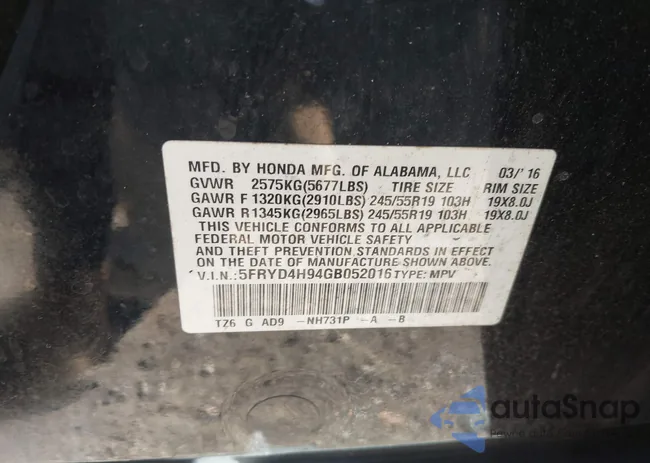 MFD. BY HONDA MFG. OF ALABAMA, LLC 03/'16
GVWR 2575KG(5677LBS) TIRE SIZE RIM SIZE
GAWR F 1320KG(2910LBS) 245/55R19 103H 19X8.0J
GAWR R 1345KG(2965LBS) 245/55R19 103H 19X8.0J
THIS VEHICLE CONFORMS TO ALL APPLICABLE
FEDERAL MOTOR VEHICLE SAFETY
AND THEFT PREVENTION STANDARDS IN EFFECT
ON THE DATE OF MANUFACTURE SHOWN ABOVE.
V.I.N.:5FRYD4H94GB052016 TYPE: MPV
TZ6 G AD9 -NH731P -A -B
autaSnap